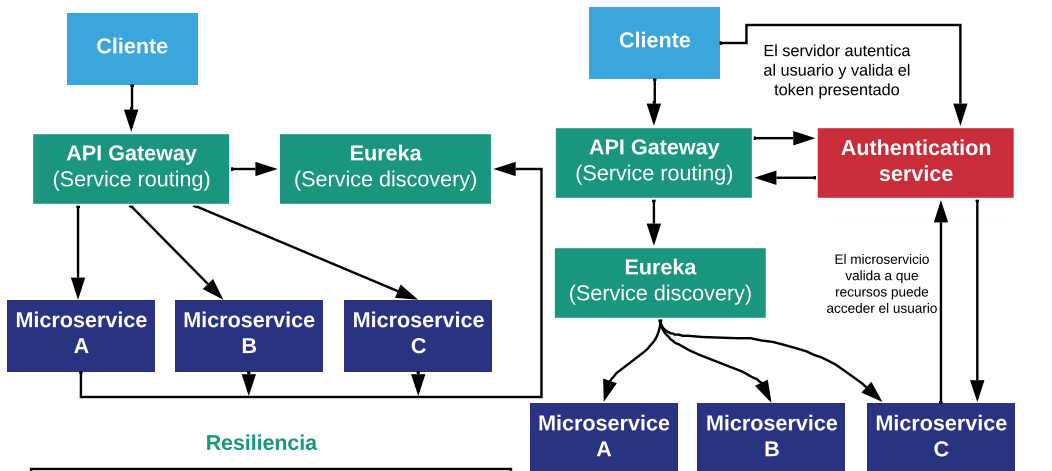 Cliente
API Gateway
(Service routing)
Eureka
(Service discovery)
Microservice
A
Microservice
B
Microservice
C
Resiliencia
Cliente
El servidor autentica
al usuario y valida el
token presentado
API Gateway
(Service routing)
Authentication
service
Eureka
(Service discovery)
El microservicio
valida a que
recursos puede
acceder el usuario
Microservice
A
Microservice
B
Microservice
C